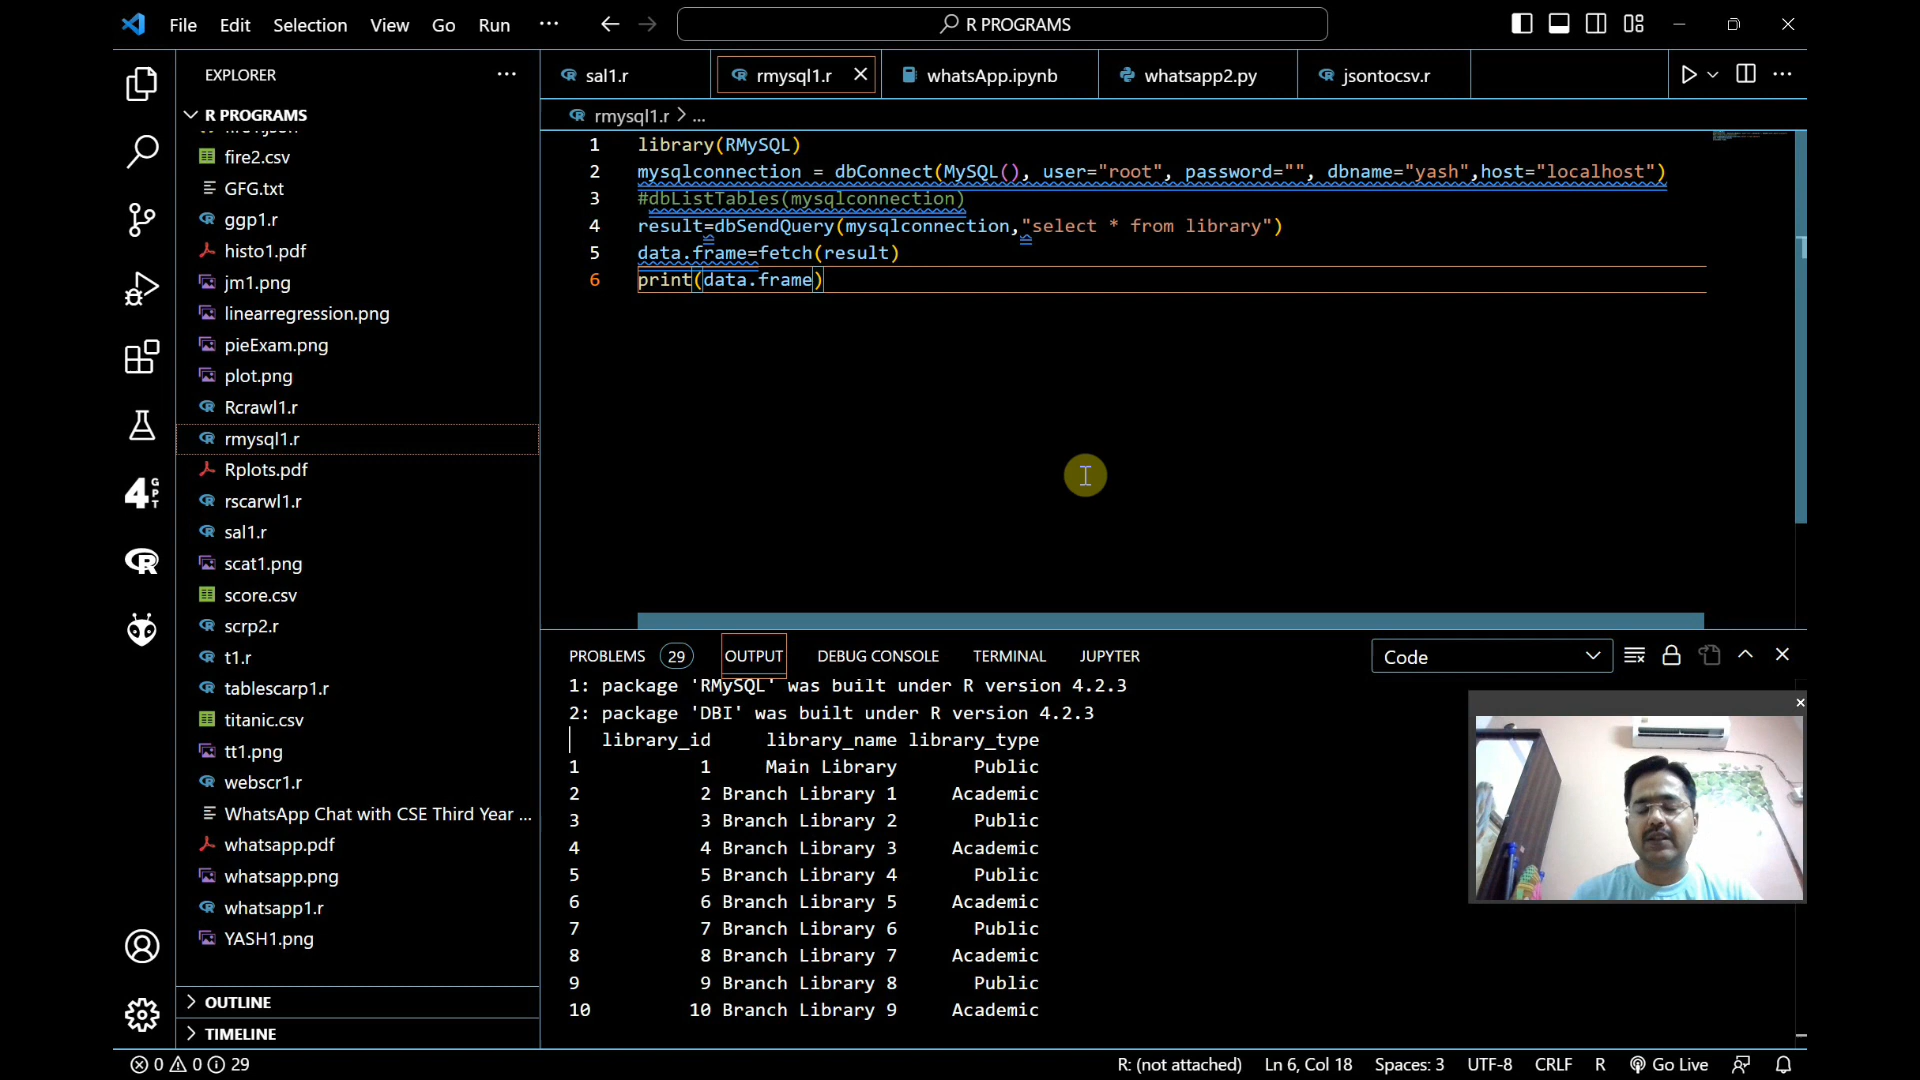 File Edit Selection View Go Run ... R PROGRAMS
EXPLORER
sal1.r rmysql1.r whatsApp.ipynb whatsapp2.py jsontocsv.r
R PROGRAMS
fire2.csv
GFG.txt
ggp1.r
histo1.pdf
jm1.png
linearregression.png
pieExam.png
plot.png
Rcrawl1.r
rmysql1.r
Rplots.pdf
rscarwl1.r
sal1.r
scat1.png
score.csv
scrp2.r
t1.r
tablescarp1.r
titanic.csv
tt1.png
webscr1.r
WhatsApp Chat with CSE Third Year ...
whatsapp.pdf
whatsapp.png
whatsapp1.r
YASH1.png
OUTLINE
TIMELINE
rmysql1.r > ...
1 library(RMySQL)
2 mysqlconnection = dbConnect(MySQL(), user="root", password="", dbname="yash",host="localhost")
3 #dbListTables(mysqlconnection)
4 result=dbSendQuery(mysqlconnection,"select * from library")
5 data.frame=fetch(result)
6 print(data.frame)
PROBLEMS 29 OUTPUT DEBUG CONSOLE TERMINAL JUPYTER Code
1: package 'RMySQL' was built under R version 4.2.3
2: package 'DBI' was built under R version 4.2.3
library_id library_name library_type
1 1 Main Library Public
2 2 Branch Library 1 Academic
3 3 Branch Library 2 Public
4 4 Branch Library 3 Academic
5 5 Branch Library 4 Public
6 6 Branch Library 5 Academic
7 7 Branch Library 6 Public
8 8 Branch Library 7 Academic
9 9 Branch Library 8 Public
10 10 Branch Library 9 Academic
0 0 29 R: (not attached) Ln 6, Col 18 Spaces: 3 UTF-8 CRLF R Go Live